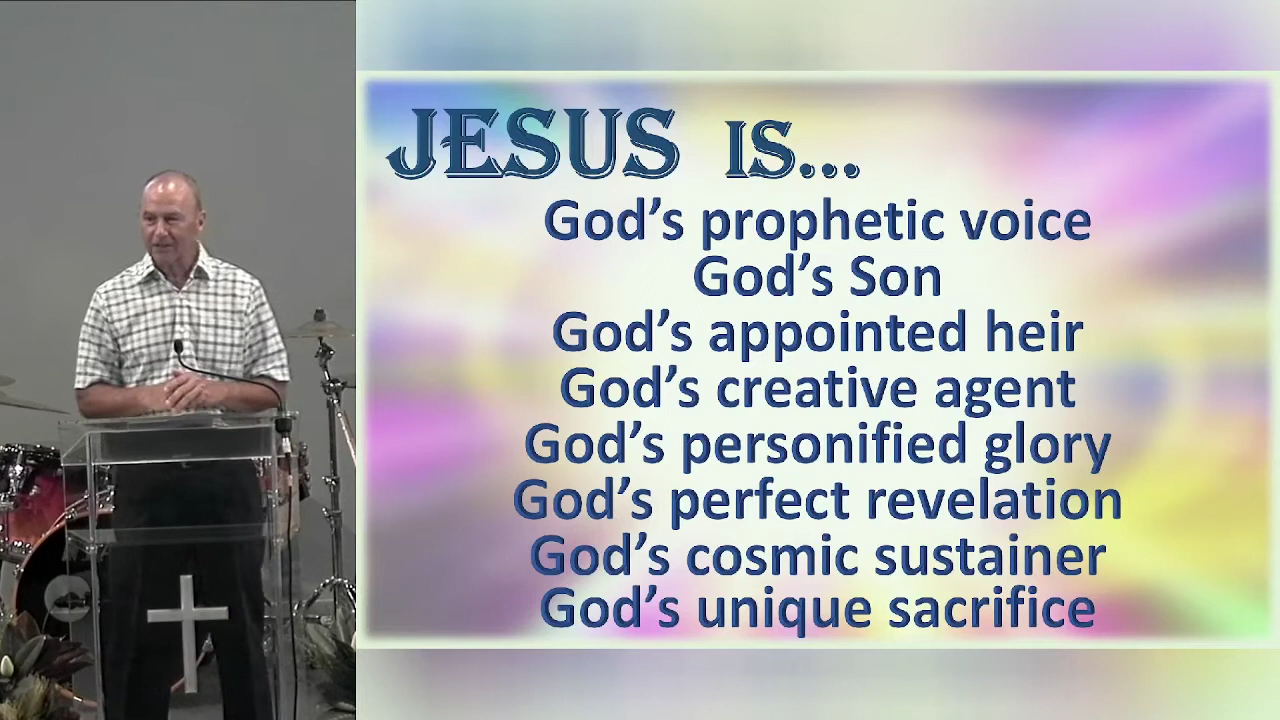 JESUS IS...
God's prophetic voice
God's Son
God's appointed heir
God's creative agent
God's personified glory
God's perfect revelation
God's cosmic sustainer
God's unique sacrifice